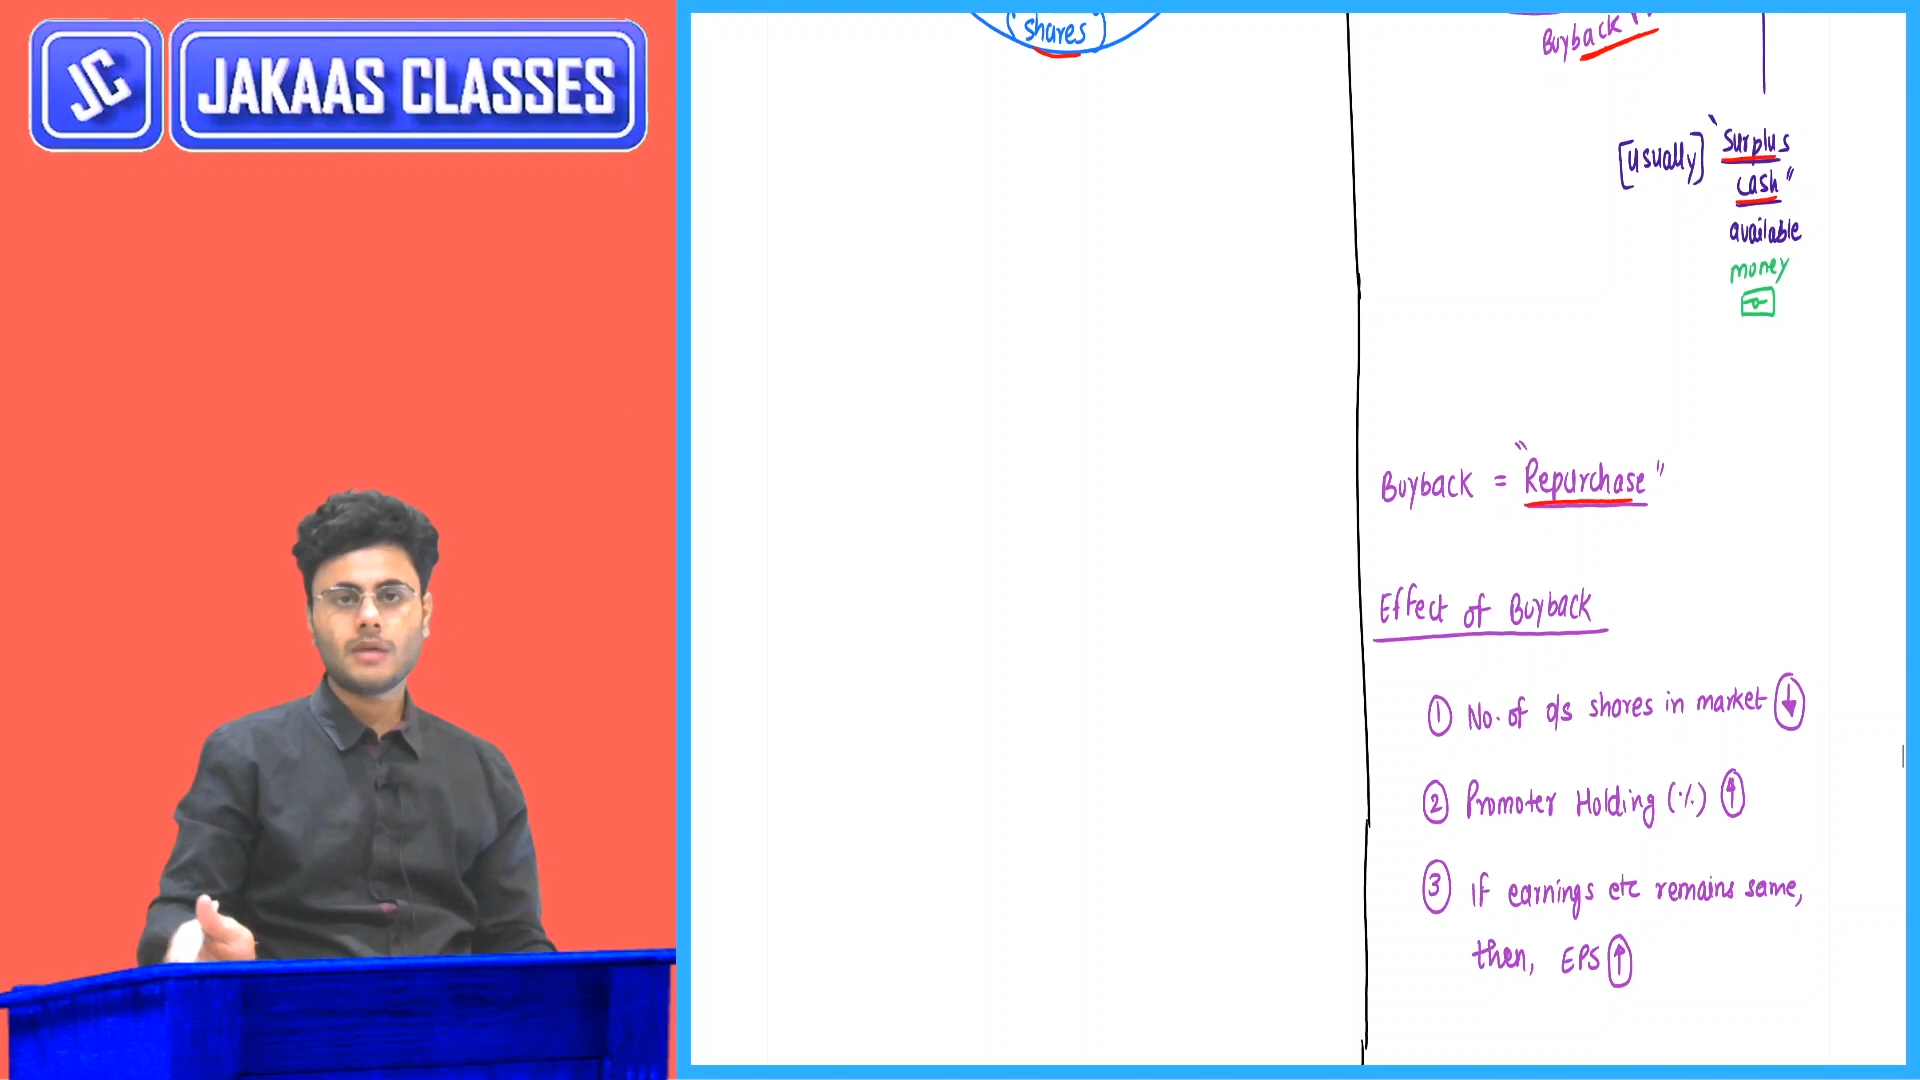 JC
JAKAAS CLASSES
"shares"
Buyback
[usually] "Surplus
cash"
available
money
Buyback = "Repurchase"
Effect of Buyback
① No. of o/s shares in market ↓
② Promoter Holding (%) ↑
③ If earnings etc remains same,
then, EPS ↑